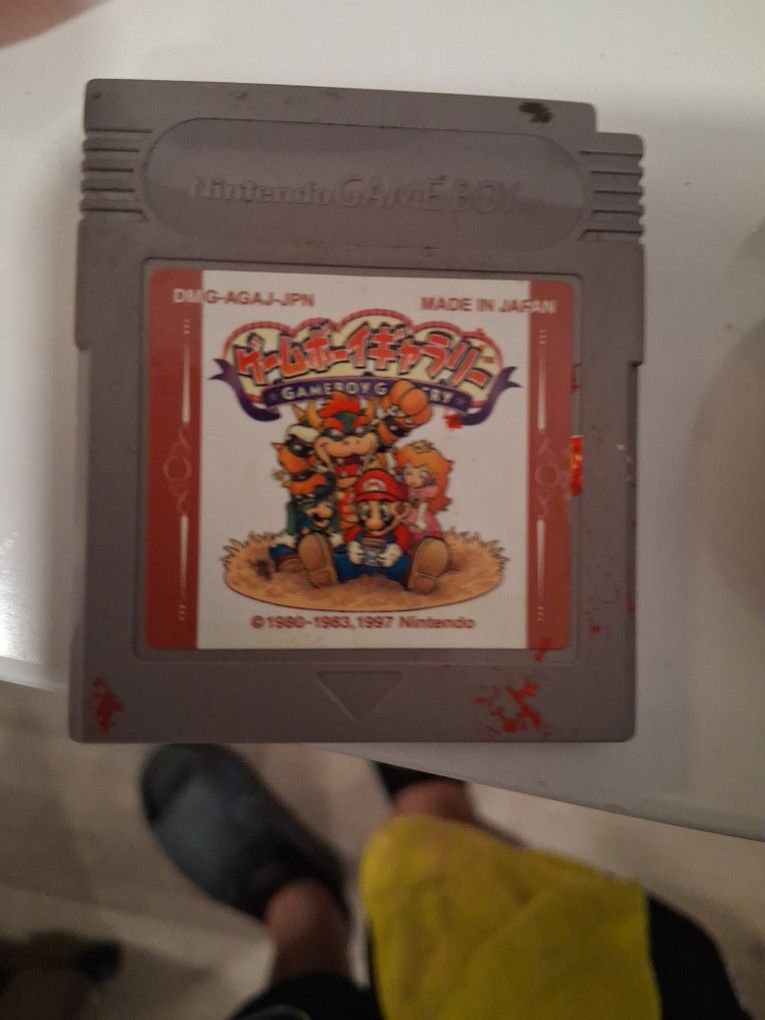 Nintendo GAME BOY
DMG-AGAJ-JPN
MADE IN JAPAN
ゲームボーイギャラリー
GAMEBOY GALLERY
©1980-1983,1997 Nintendo